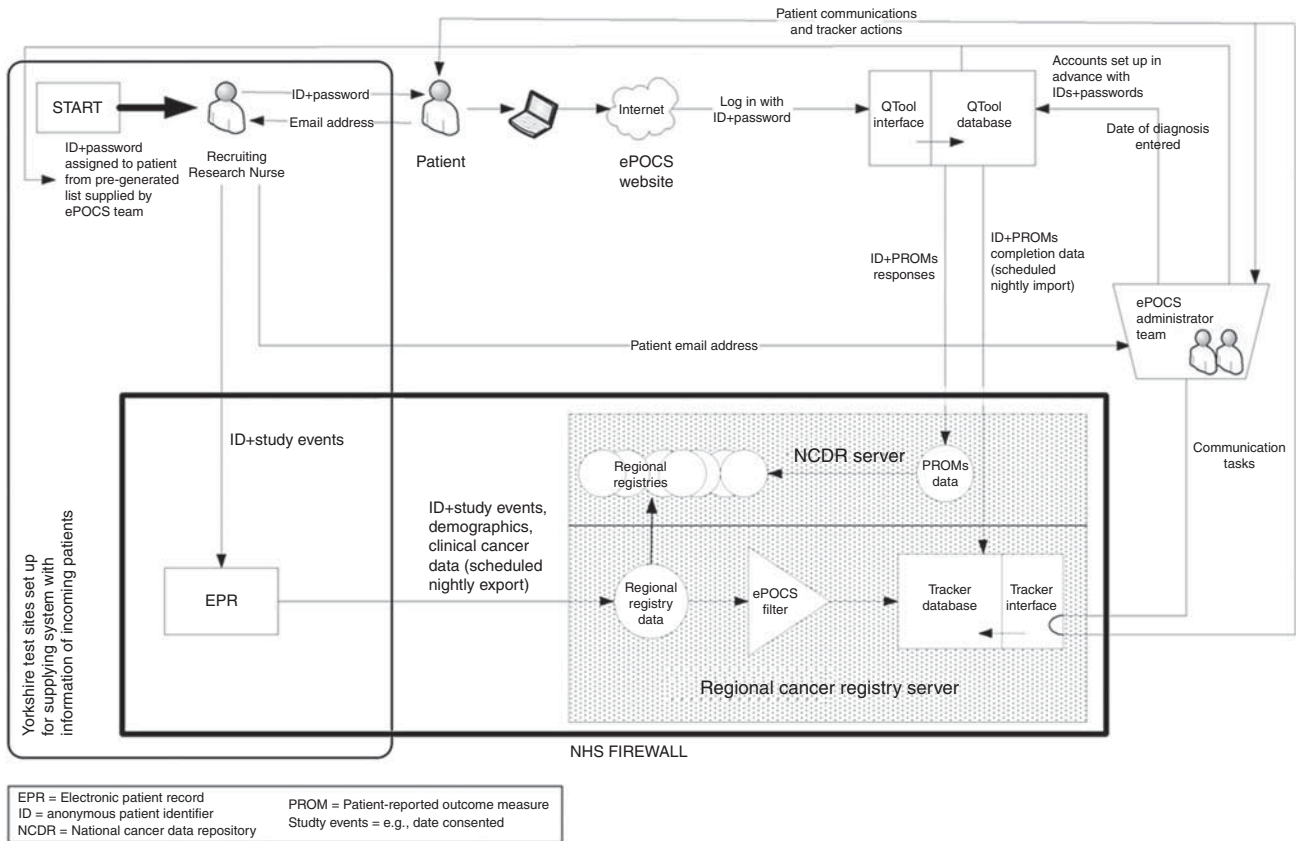 Patient communications
and tracker actions
START
ID+password
Email address
ID+password
assigned to patient
from pre-generated
list supplied by
ePOCS team
Recruiting
Research Nurse
Patient
Internet
ePOCS
website
Log in with
ID+password
QTool
interface
QTool
database
Accounts set up in
advance with
IDs+passwords
Date of diagnosis
entered
ID+PROMs
responses
ID+PROMs
completion data
(scheduled
nightly import)
ePOCS
administrator
team
Patient email address
Communication
tasks
ID+study events
NCDR server
Regional
registries
PROMs
data
ID+study events,
demographics,
clinical cancer
data (scheduled
nightly export)
EPR
Regional
registry
data
ePOCS
filter
Tracker
database
Tracker
interface
Regional cancer registry server
Yorkshire test sites set up
for supplying system with
information of incoming patients
NHS FIREWALL
EPR = Electronic patient record
ID = anonymous patient identifier
NCDR = National cancer data repository
PROM = Patient-reported outcome measure
Studty events = e.g., date consented